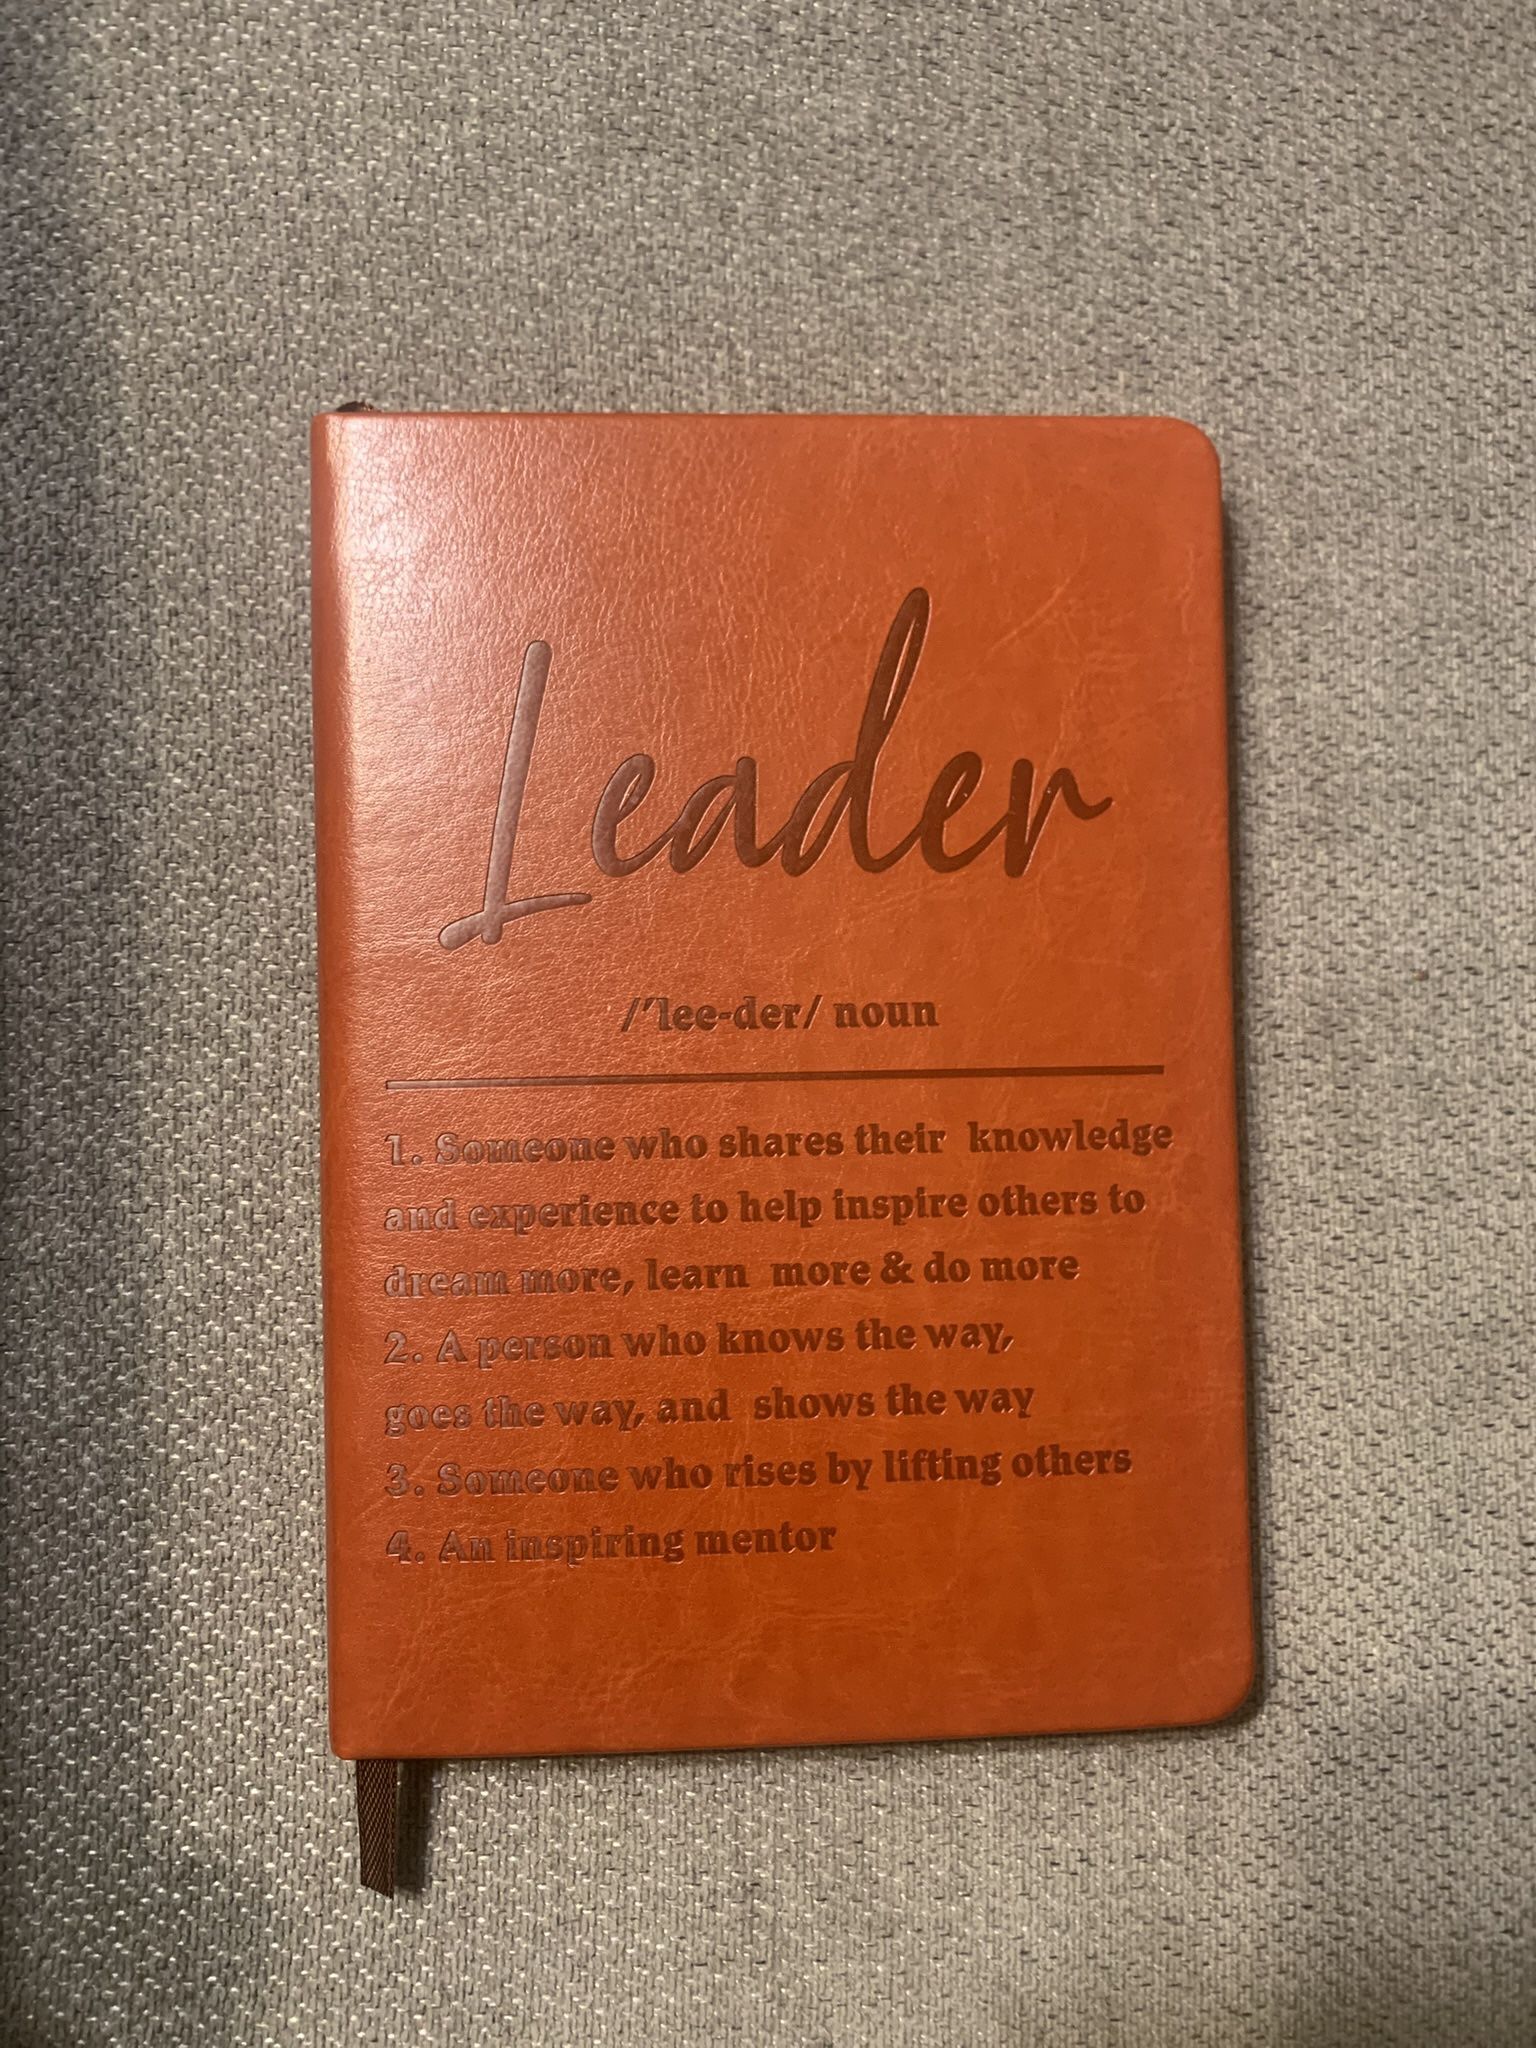 Leader
/'lee-der/ noun
1. Someone who shares their knowledge
and experience to help inspire others to
dream more, learn more & do more
2. A person who knows the way,
goes the way, and shows the way
3. Someone who rises by lifting others
4. An inspiring mentor